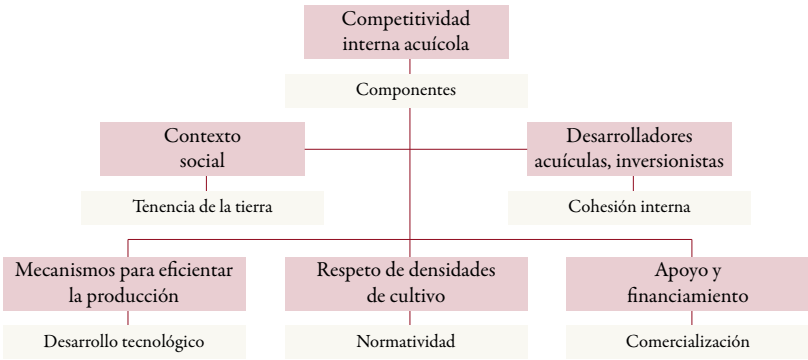 Competitividad
interna acuícola
Componentes
Contexto
social
Desarrolladores
acuículas, inversionistas
Tenencia de la tierra
Cohesión interna
Mecanismos para eficientar
la producción
Respeto de densidades
de cultivo
Apoyo y
financiamiento
Desarrollo tecnológico
Normatividad
Comercialización